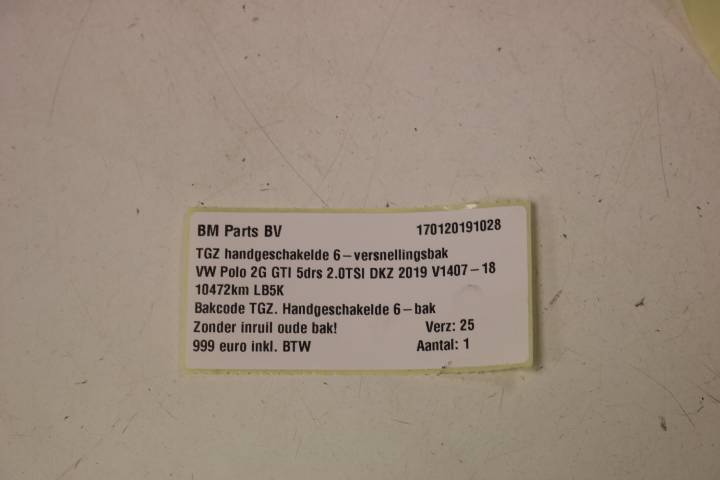 BM Parts BV 170120191028
TGZ handgeschakelde 6-versnellingsbak
VW Polo 2G GTI 5drs 2.0TSI DKZ 2019 V1407-18
10472km LB5K
Bakcode TGZ. Handgeschakelde 6-bak
Zonder inruil oude bak! Verz: 25
999 euro inkl. BTW Aantal: 1